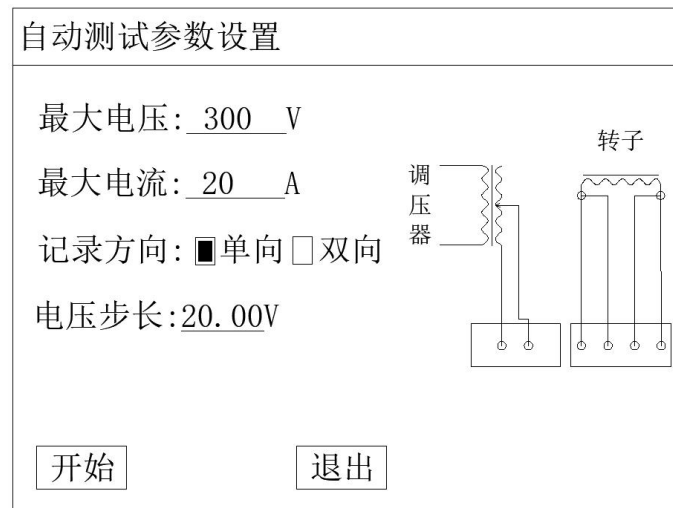 自动测试参数设置
最大电压: 300 V
最大电流: 20 A
记录方向: 单向 双向
电压步长:20.00V
调压器
转子
开始
退出